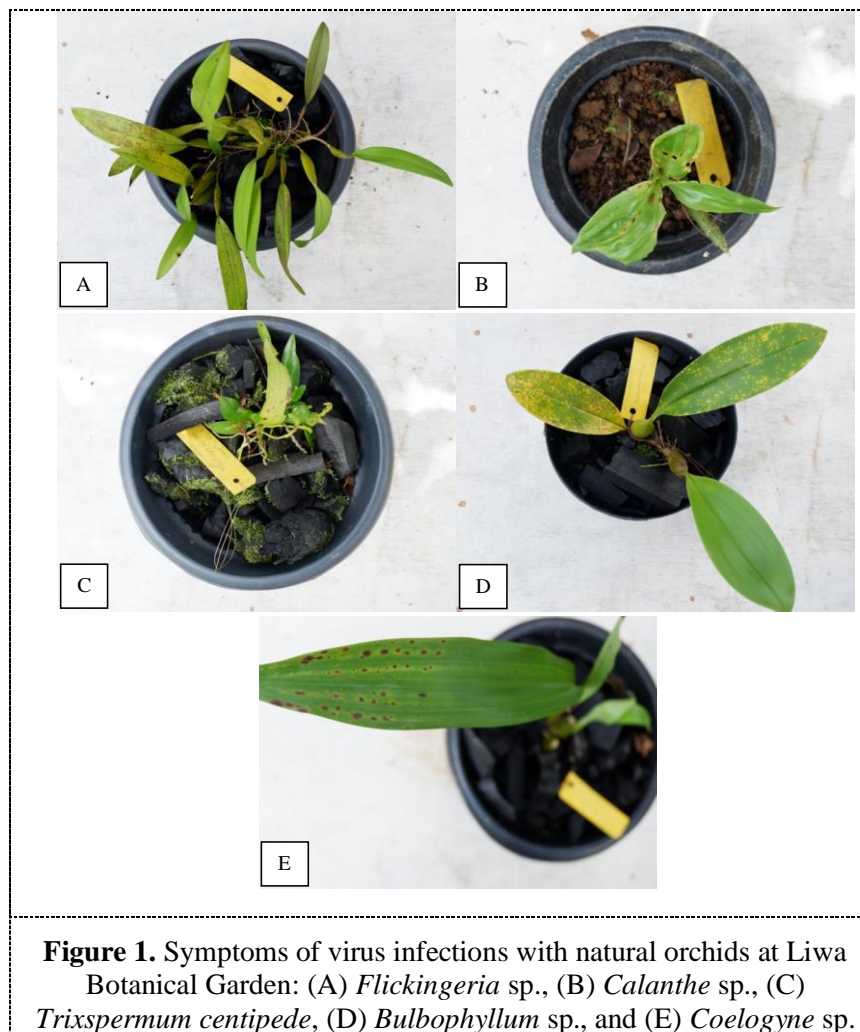 A
B
C
D
E
Figure 1. Symptoms of virus infections with natural orchids at Liwa
Botanical Garden: (A) Flickingeria sp., (B) Calanthe sp., (C)
Trixspermum centipede, (D) Bulbophyllum sp., and (E) Coelogyne sp.